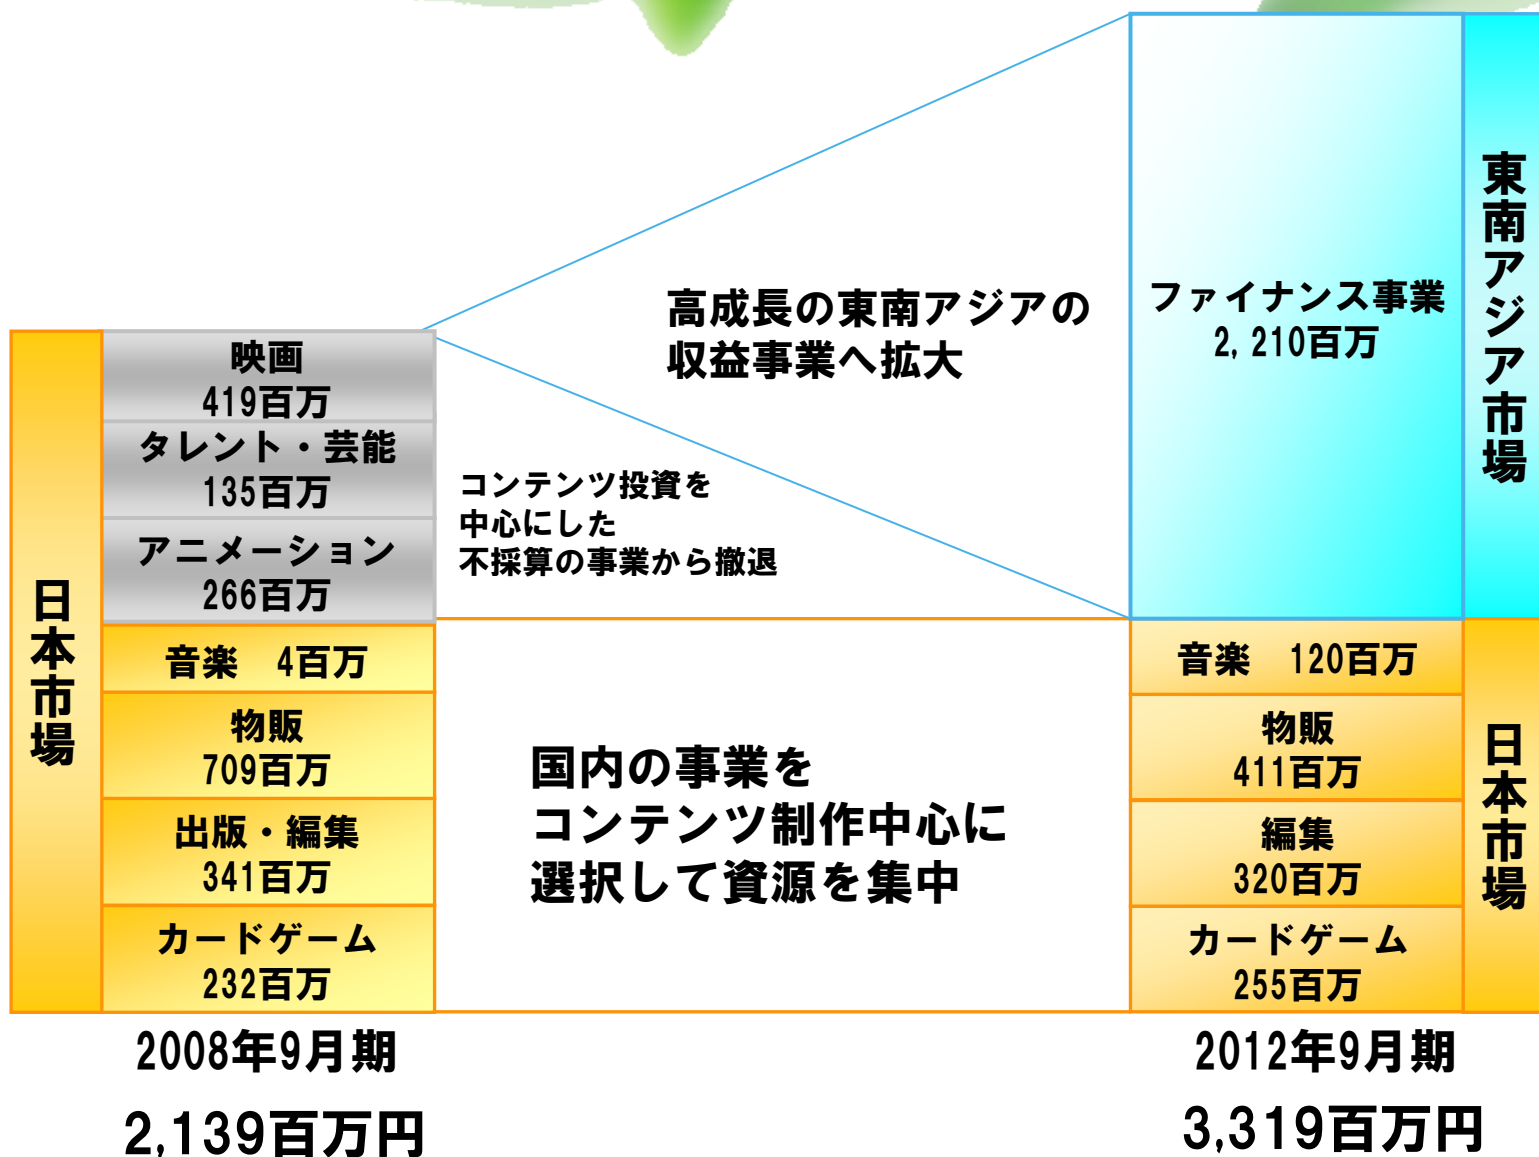 日本市場
映画
419百万
タレント・芸能
135百万
アニメーション
266百万
音楽　4百万
物販
709百万
出版・編集
341百万
カードゲーム
232百万
2008年9月期
2,139百万円
高成長の東南アジアの
収益事業へ拡大
コンテンツ投資を
中心にした
不採算の事業から撤退
国内の事業を
コンテンツ制作中心に
選択して資源を集中
ファイナンス事業
2,210百万
東南アジア市場
音楽　120百万
物販
411百万
編集
320百万
カードゲーム
255百万
日本市場
2012年9月期
3,319百万円